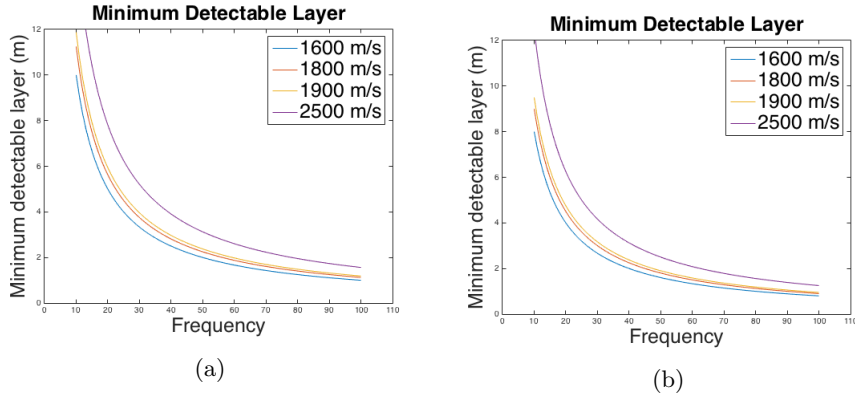 Minimum Detectable Layer
Minimum detectable layer (m)
12
10
8
6
4
2
0
1600 m/s
1800 m/s
1900 m/s
2500 m/s
0 10 20 30 40 50 60 70 80 90 100 110
Frequency
(a)
Minimum Detectable Layer
Minimum detectable layer (m)
12
10
8
6
4
2
0
1600 m/s
1800 m/s
1900 m/s
2500 m/s
0 10 20 30 40 50 60 70 80 90 100 110
Frequency
(b)